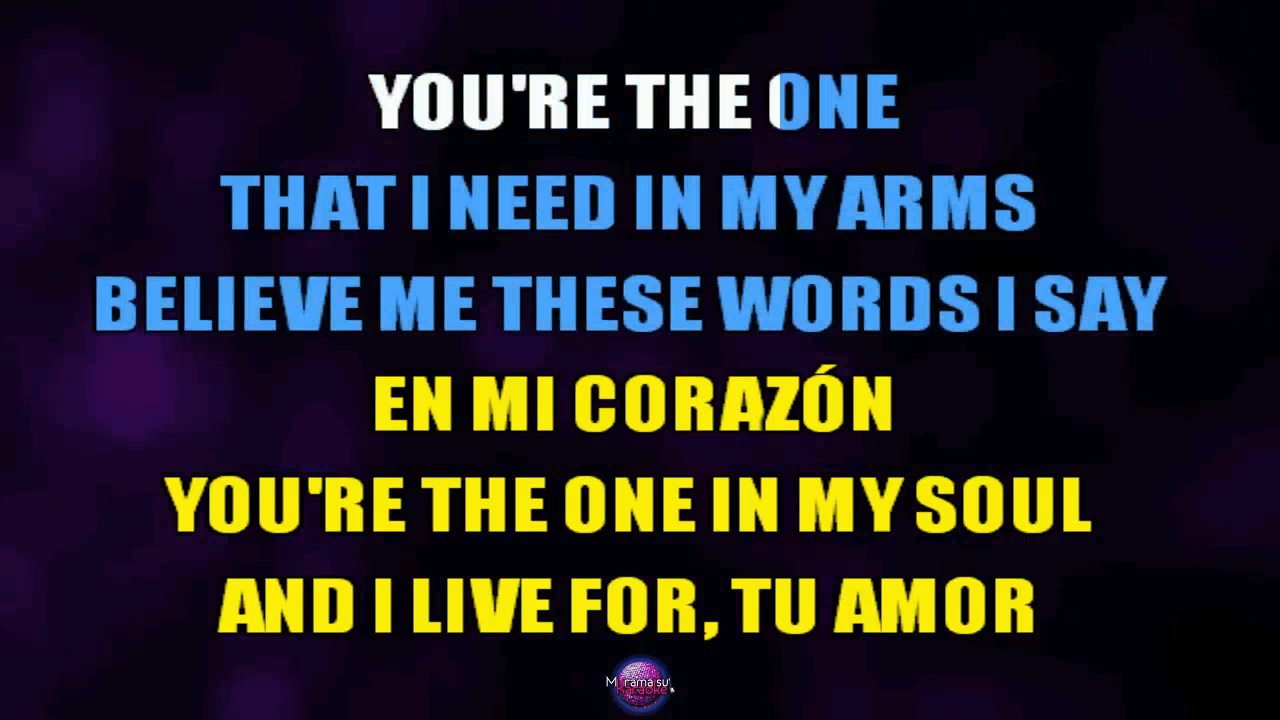 YOU'RE THE ONE
THAT I NEED IN MY ARMS
BELIEVE ME THESE WORDS I SAY
EN MI CORAZÓN
YOU'RE THE ONE IN MY SOUL
AND I LIVE FOR, TU AMOR
Karaoke